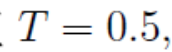 T = 0.5,